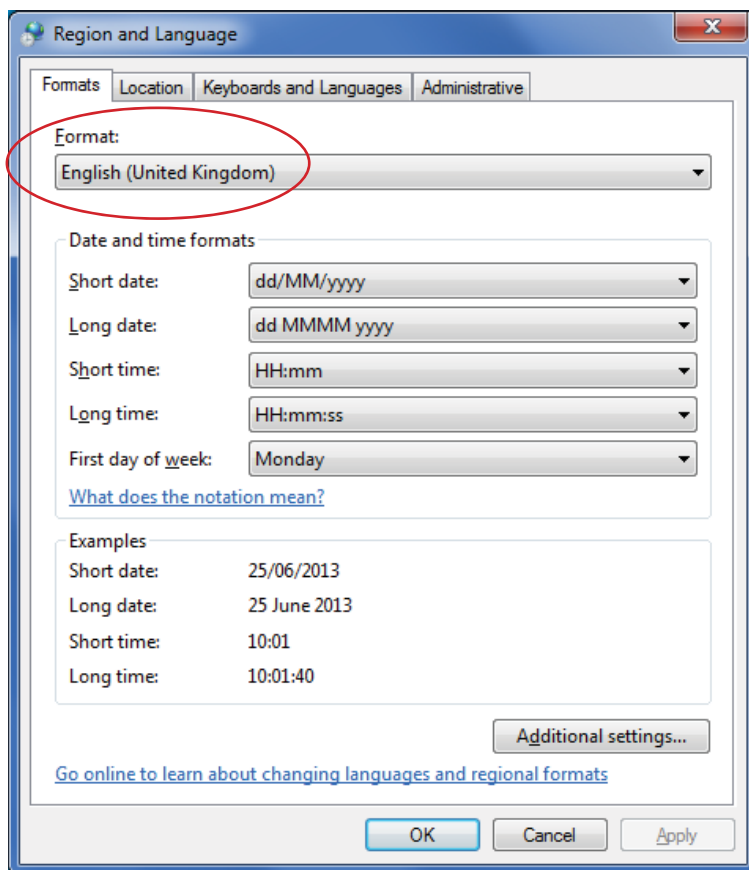 Region and Language
Formats Location Keyboards and Languages Administrative
Format:
English (United Kingdom)
Date and time formats
Short date: dd/MM/yyyy
Long date: dd MMMM yyyy
Short time: HH:mm
Long time: HH:mm:ss
First day of week: Monday
What does the notation mean?
Examples
Short date: 25/06/2013
Long date: 25 June 2013
Short time: 10:01
Long time: 10:01:40
Additional settings...
Go online to learn about changing languages and regional formats
OK Cancel Apply